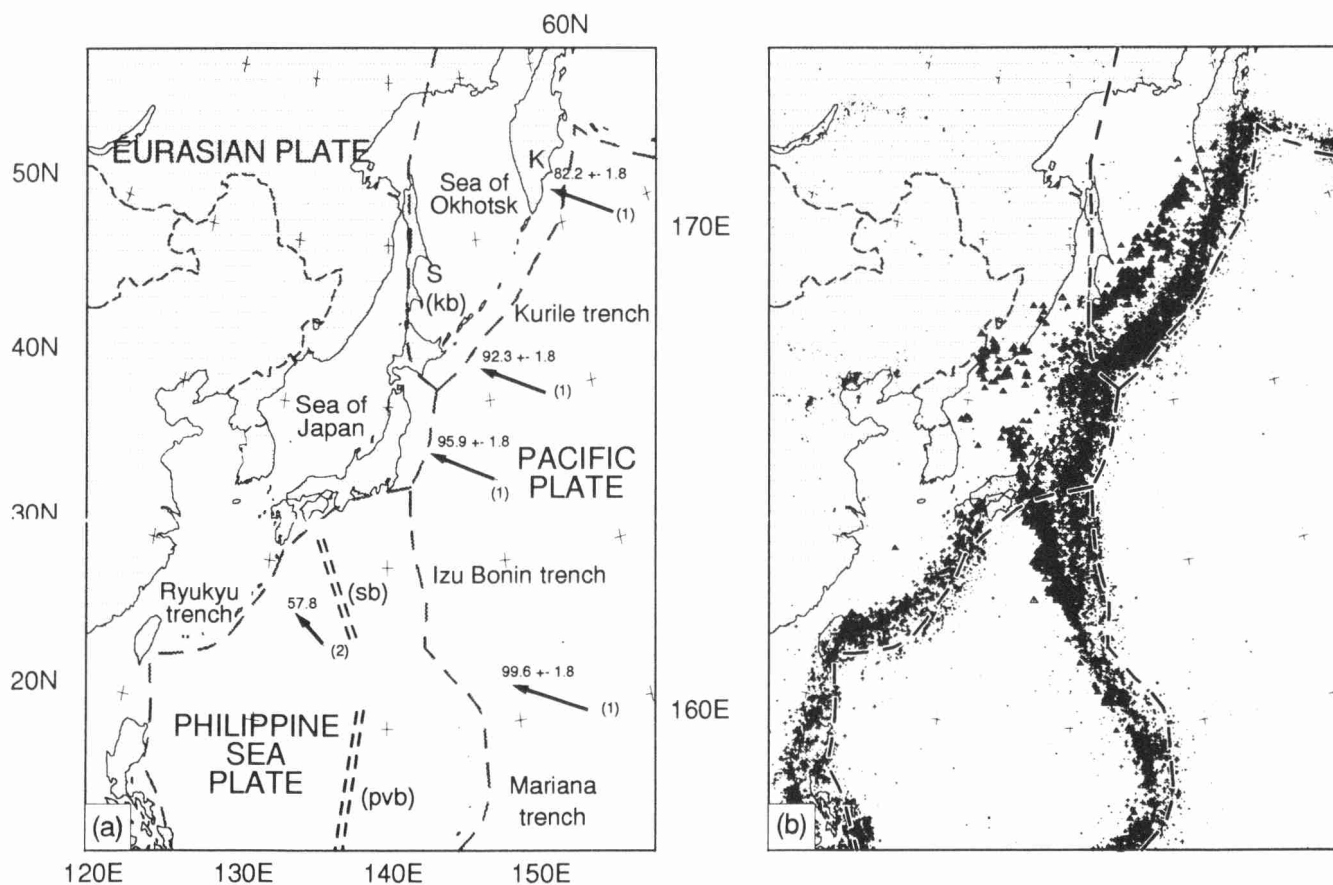 60N
EURASIAN PLATE
50N
K
Sea of
Okhotsk
82.2 +- 1.8
(1)
170E
S
(kb)
Kurile trench
40N
92.3 +- 1.8
(1)
Sea of
Japan
95.9 +- 1.8
(1)
PACIFIC
PLATE
30N
Izu Bonin trench
Ryukyu
trench
57.8
(sb)
(2)
20N
99.6 +- 1.8
(1)
160E
PHILIPPINE
SEA
PLATE
(pvb)
Mariana
trench
(a)
(b)
120E
130E
140E
150E